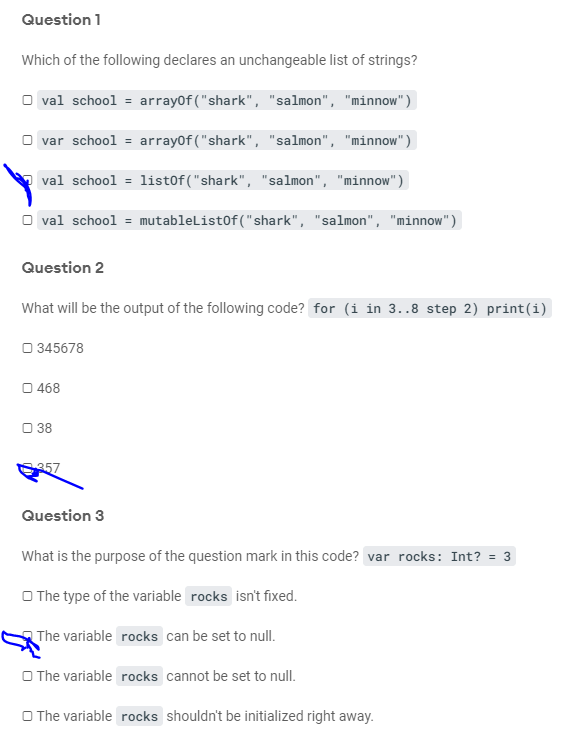 Question 1
Which of the following declares an unchangeable list of strings?
val school = arrayOf("shark", "salmon", "minnow")
var school = arrayOf("shark", "salmon", "minnow")
val school = listOf("shark", "salmon", "minnow")
val school = mutableListOf("shark", "salmon", "minnow")
Question 2
What will be the output of the following code? for (i in 3..8 step 2) print(i)
345678
468
38
357
Question 3
What is the purpose of the question mark in this code? var rocks: Int? = 3
The type of the variable rocks isn't fixed.
The variable rocks can be set to null.
The variable rocks cannot be set to null.
The variable rocks shouldn't be initialized right away.